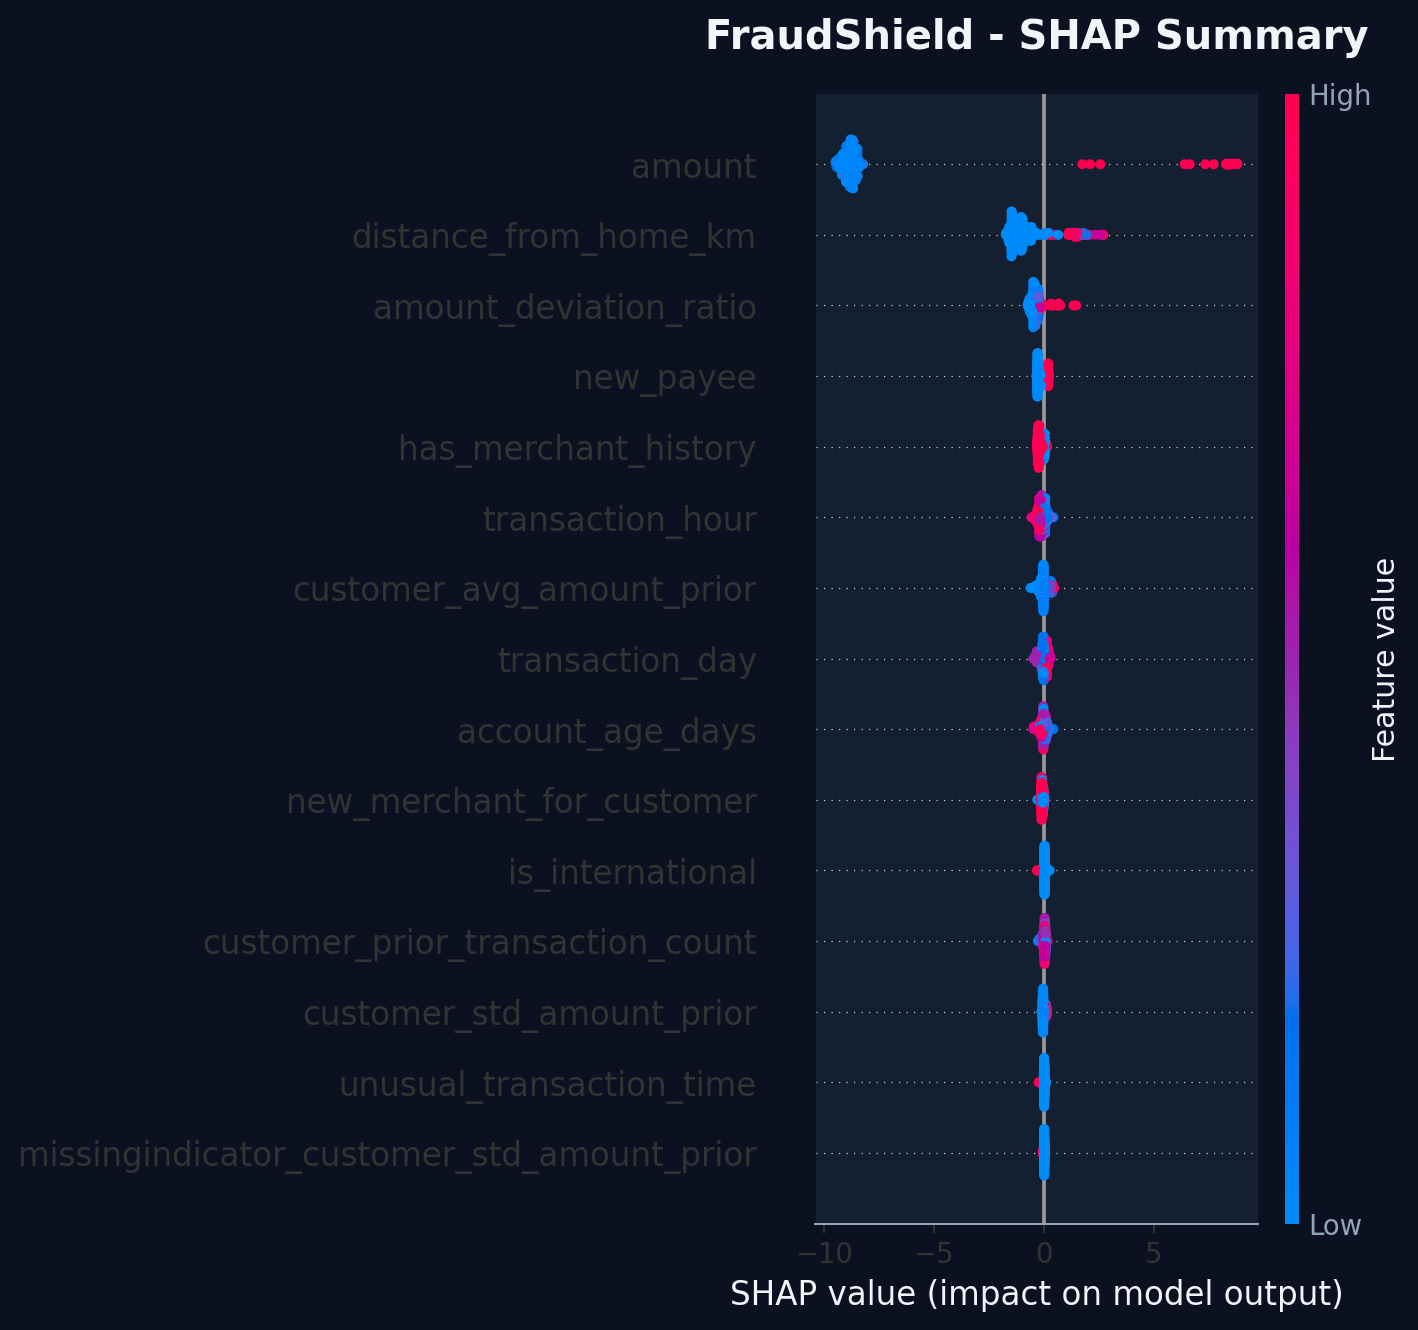 FraudShield - SHAP Summary
High
amount
distance_from_home_km
amount_deviation_ratio
new_payee
has_merchant_history
transaction_hour
customer_avg_amount_prior
transaction_day
account_age_days
new_merchant_for_customer
is_international
customer_prior_transaction_count
customer_std_amount_prior
unusual_transaction_time
missingindicator_customer_std_amount_prior
Feature value
Low
−10 −5 0 5
SHAP value (impact on model output)